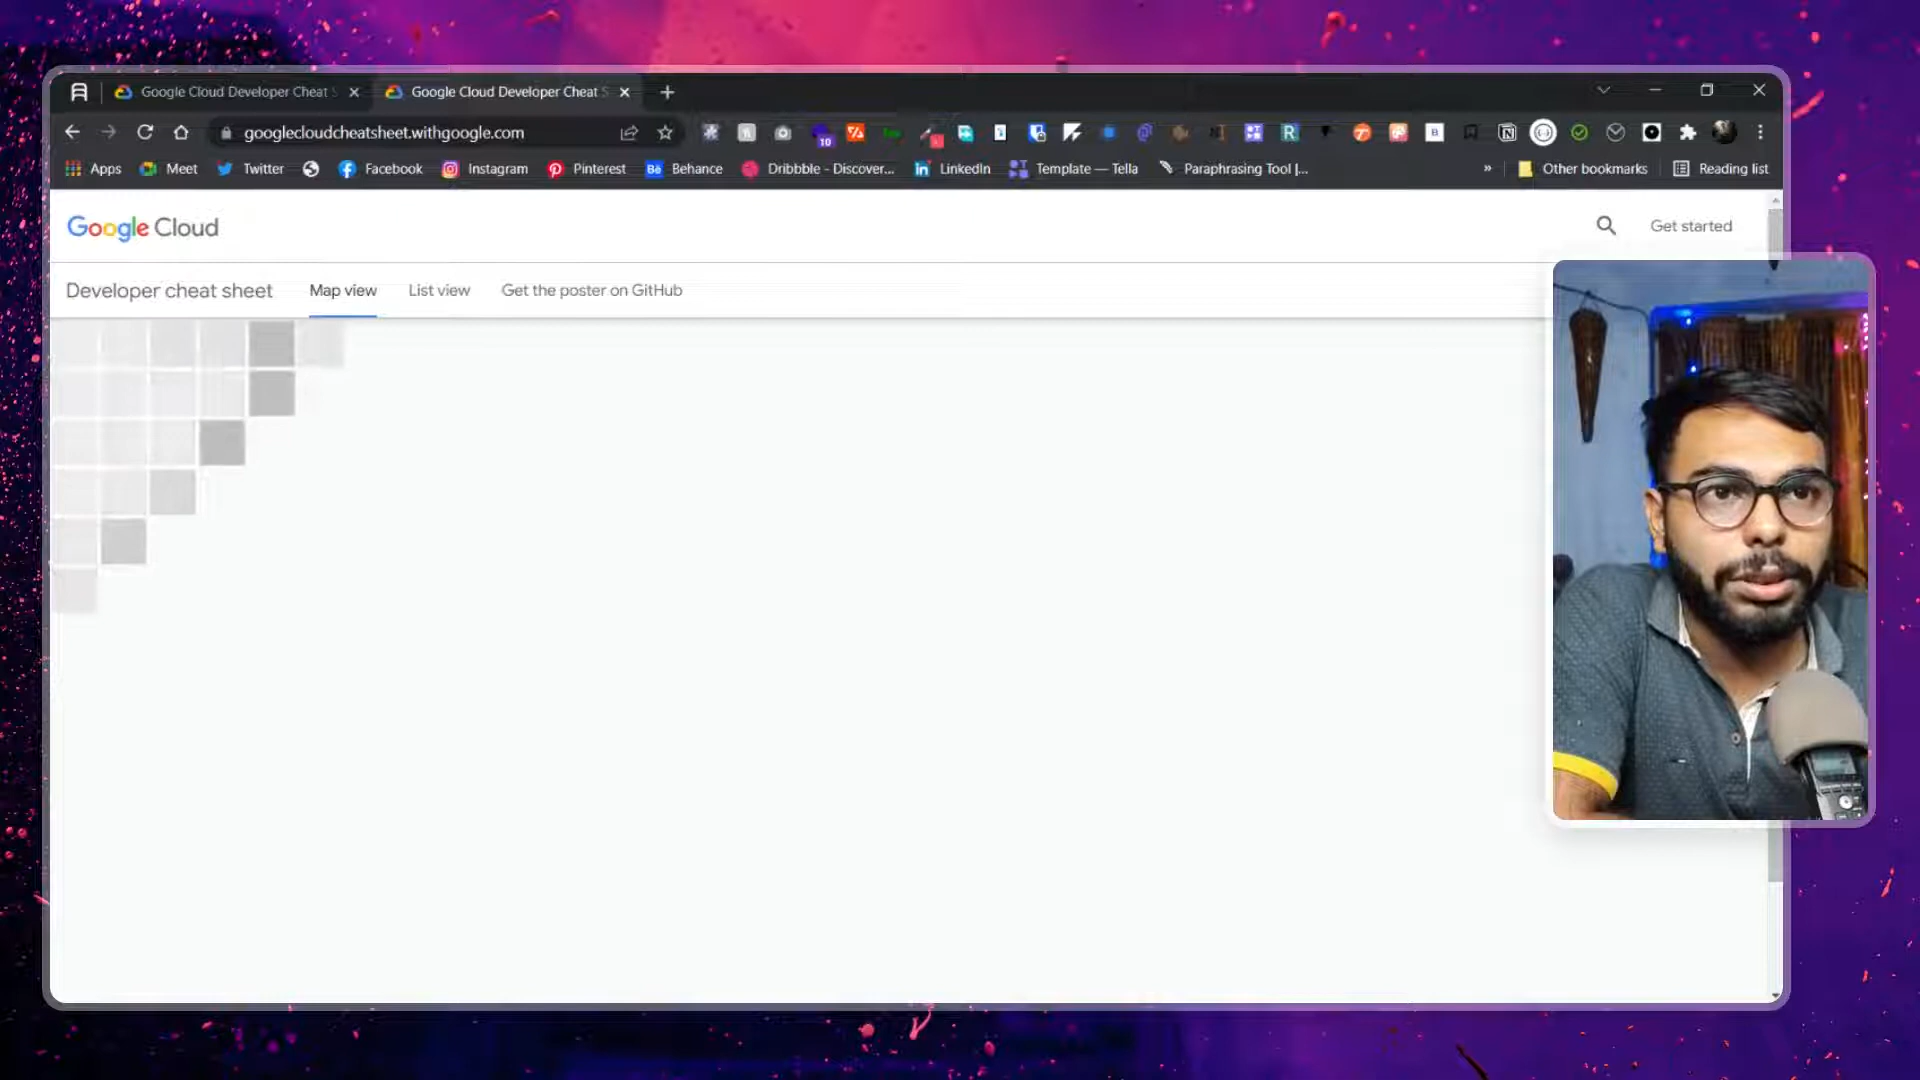 Google Cloud Developer Cheat S
Google Cloud Developer Cheat S
googlecloudcheatsheet.withgoogle.com
10
Apps
Meet
Twitter
Facebook
Instagram
Pinterest
Behance
Dribbble - Discover...
LinkedIn
Template — Tella
Paraphrasing Tool |...
»
Other bookmarks
Reading list
Google Cloud
Get started
Developer cheat sheet
Map view
List view
Get the poster on GitHub